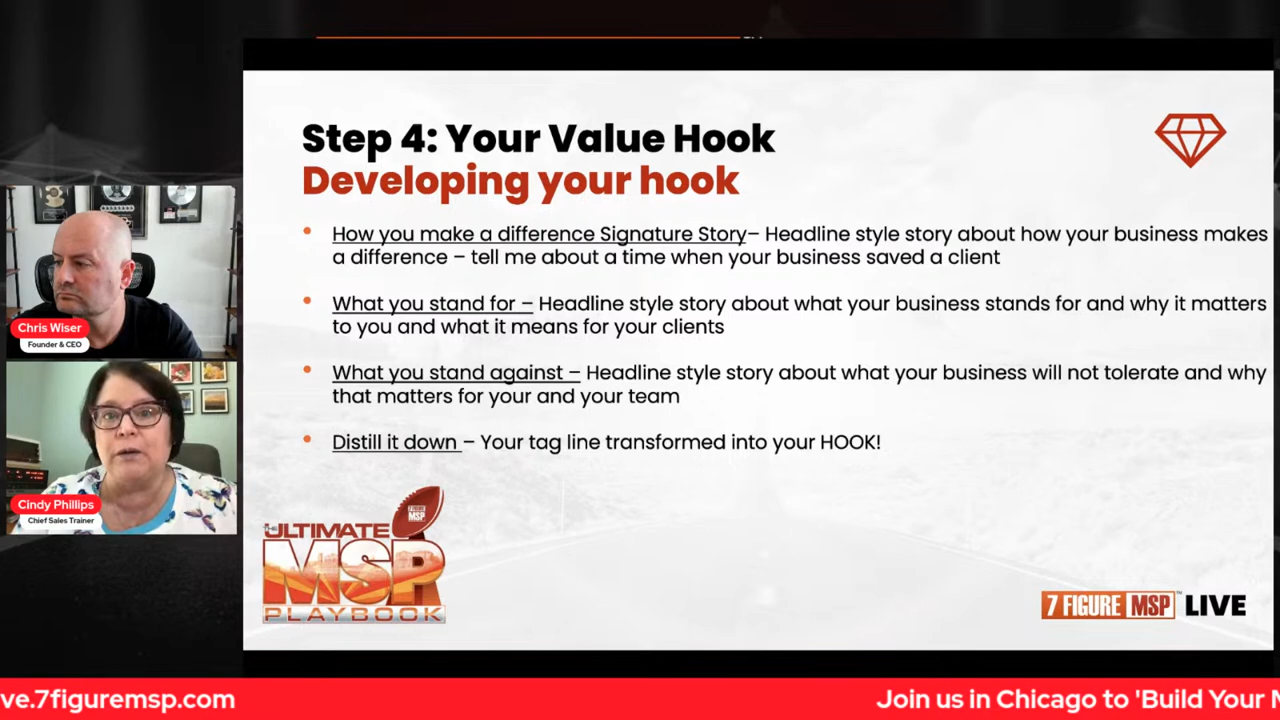 Step 4: Your Value Hook
Developing your hook
How you make a difference Signature Story– Headline style story about how your business makes
a difference – tell me about a time when your business saved a client
What you stand for – Headline style story about what your business stands for and why it matters
to you and what it means for your clients
What you stand against – Headline style story about what your business will not tolerate and why
that matters for your and your team
Distill it down – Your tag line transformed into your HOOK!
Chris Wiser
Founder & CEO
Cindy Phillips
Chief Sales Trainer
7 FIGURE
MSP
THE ULTIMATE
MSP
PLAYBOOK
7 FIGURE MSP™ LIVE
ve.7figuremsp.com
Join us in Chicago to 'Build Your